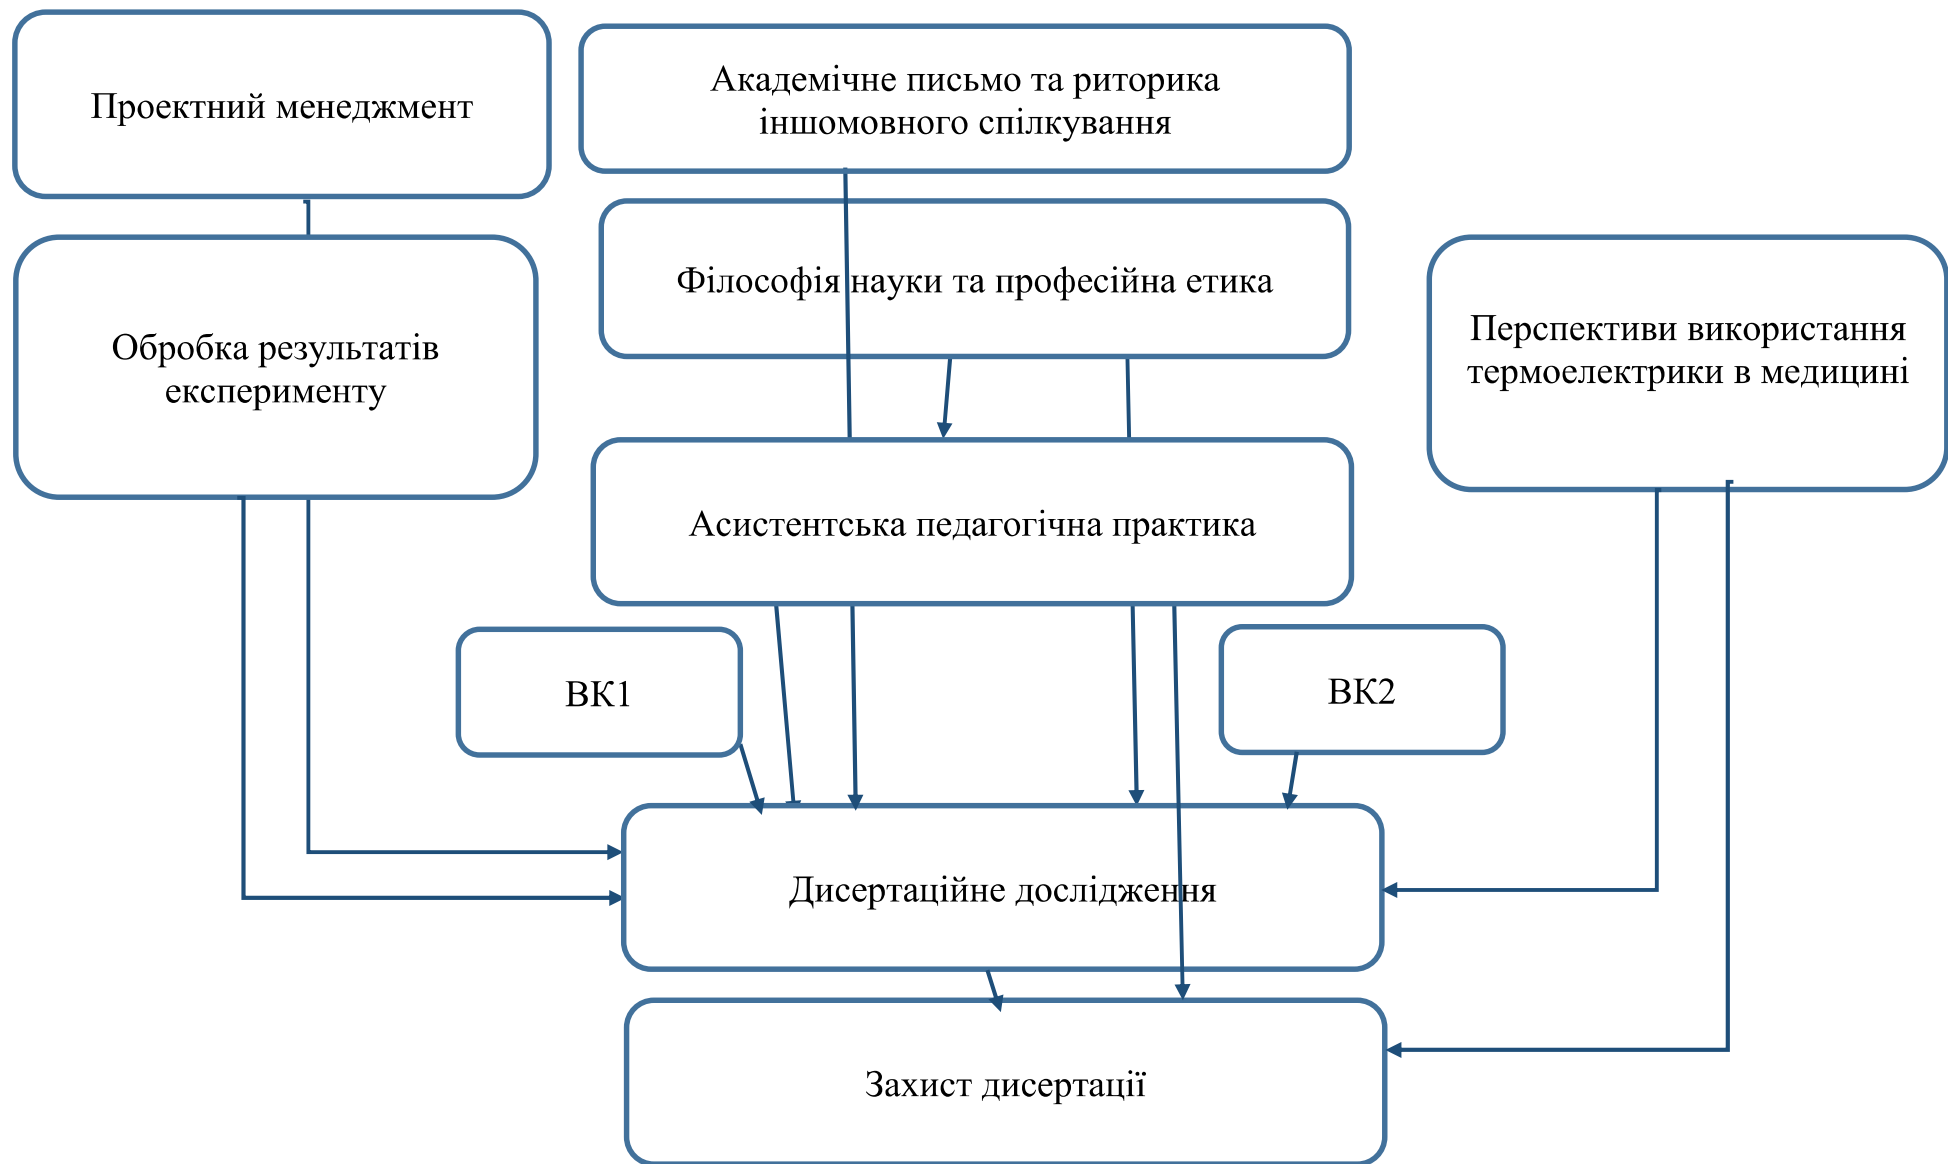 Проектний менеджмент
Академічне письмо та риторика
іншомовного спілкування
Філософія науки та професійна етика
Обробка результатів
експерименту
Перспективи використання
термоелектрики в медицині
Асистентська педагогічна практика
ВК1
ВК2
Дисертаційне дослідження
Захист дисертації